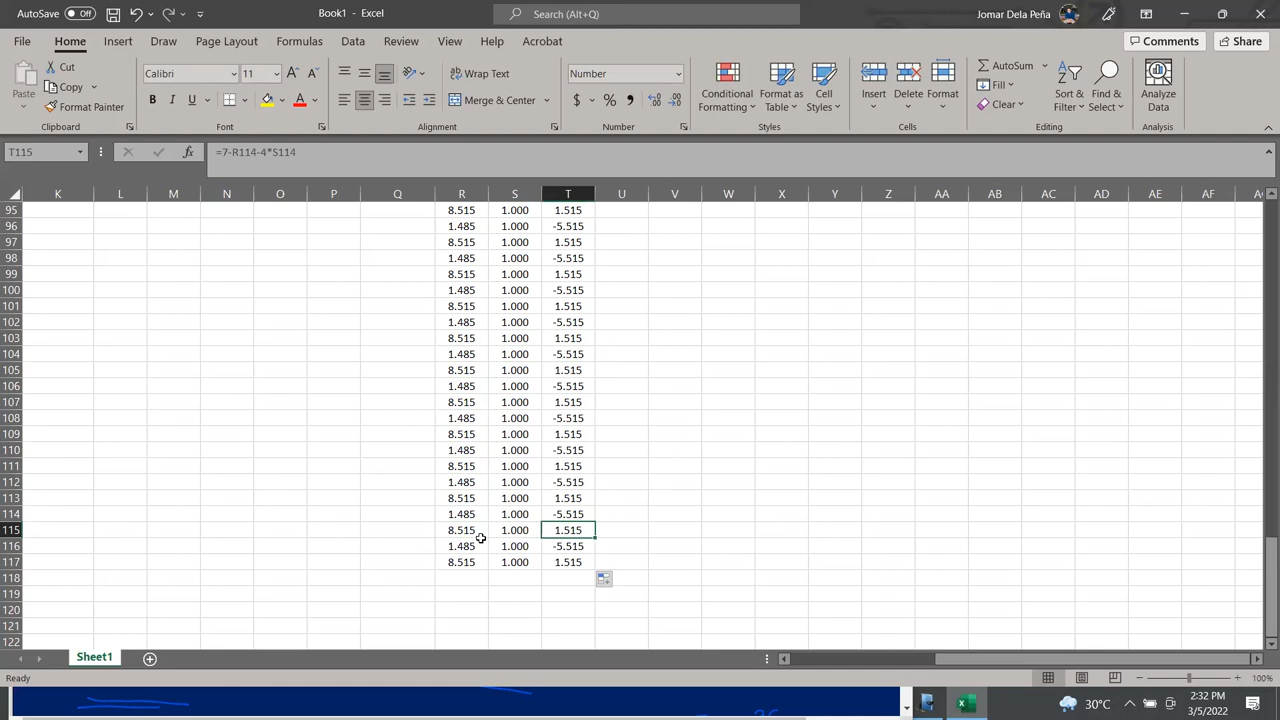 AutoSave Off Book1 - Excel Search (Alt+Q) Jomar Dela Peña
File Home Insert Draw Page Layout Formulas Data Review View Help Acrobat Comments Share
Paste Cut Copy Format Painter Clipboard
Calibri 11 A A B I U A Font
Wrap Text Merge & Center Alignment
Number $ % , Number
Conditional Formatting Format as Table Cell Styles Styles
Insert Delete Format Cells
AutoSum Fill Clear Sort & Filter Find & Select Editing
Analyze Data Analysis
T115 fx =7-R114-4*S114
K L M N O P Q R S T U V W X Y Z AA AB AC AD AE AF
95 8.515 1.000 1.515
96 1.485 1.000 -5.515
97 8.515 1.000 1.515
98 1.485 1.000 -5.515
99 8.515 1.000 1.515
100 1.485 1.000 -5.515
101 8.515 1.000 1.515
102 1.485 1.000 -5.515
103 8.515 1.000 1.515
104 1.485 1.000 -5.515
105 8.515 1.000 1.515
106 1.485 1.000 -5.515
107 8.515 1.000 1.515
108 1.485 1.000 -5.515
109 8.515 1.000 1.515
110 1.485 1.000 -5.515
111 8.515 1.000 1.515
112 1.485 1.000 -5.515
113 8.515 1.000 1.515
114 1.485 1.000 -5.515
115 8.515 1.000 1.515
116 1.485 1.000 -5.515
117 8.515 1.000 1.515
118
119
120
121
122
Sheet1
Ready 100%
30°C 2:32 PM
3/5/2022